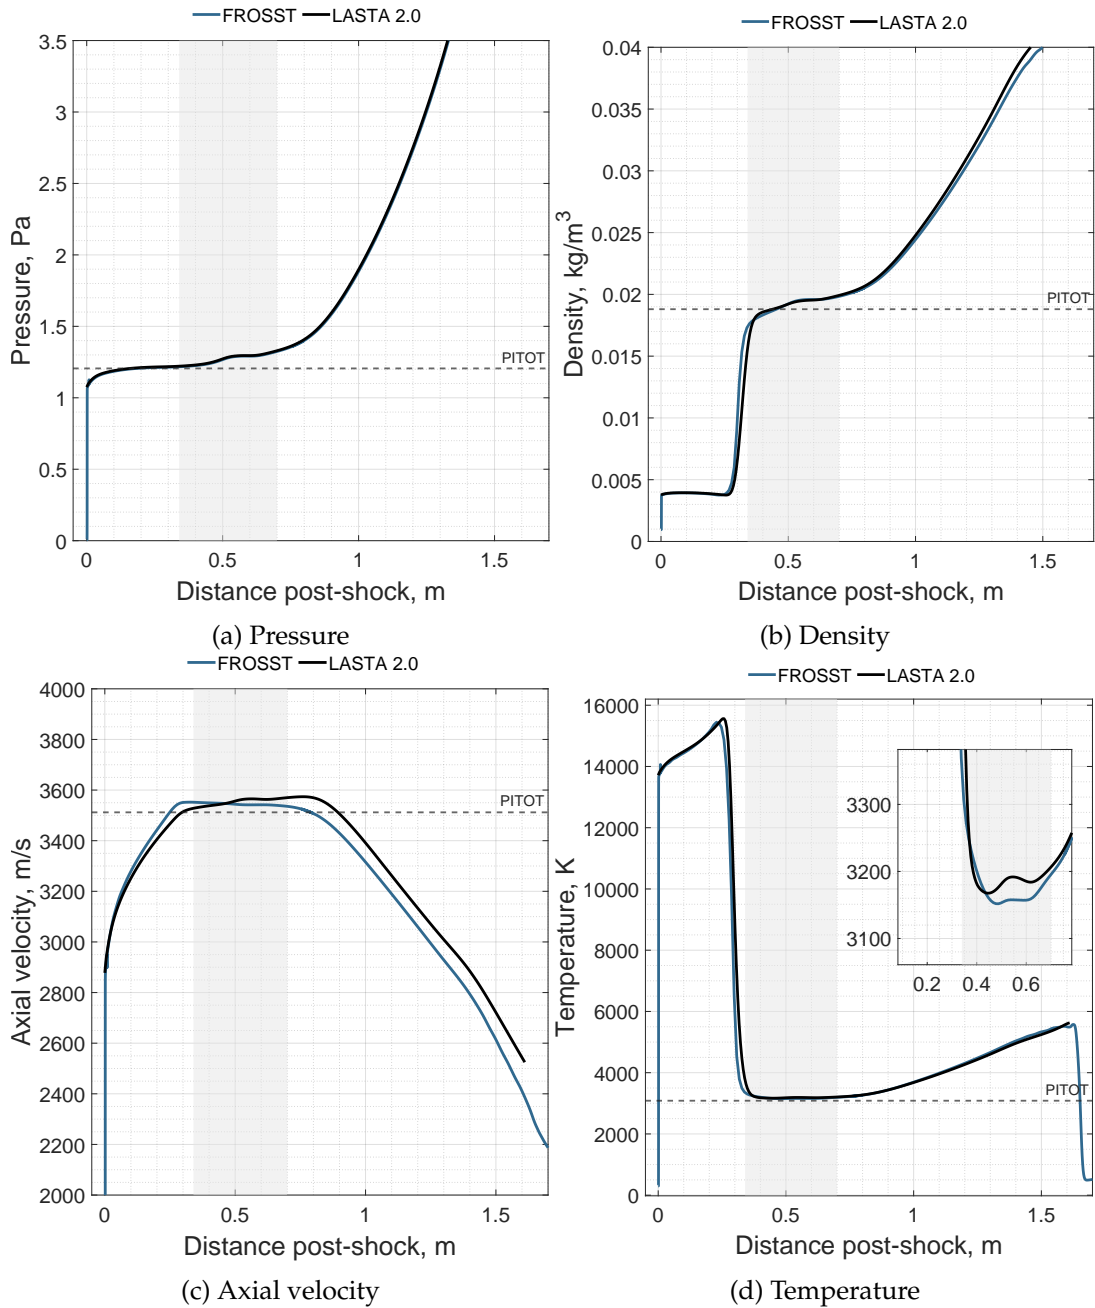 FROSST LASTA 2.0
3.5
3
2.5
2
1.5
1
0.5
0
Pressure, Pa
PITOT
0 0.5 1 1.5
Distance post-shock, m
(a) Pressure
FROSST LASTA 2.0
0.04
0.035
0.03
0.025
0.02
0.015
0.01
0.005
0
Density, kg/m³
PITOT
0 0.5 1 1.5
Distance post-shock, m
(b) Density
FROSST LASTA 2.0
4000
3800
3600
3400
3200
3000
2800
2600
2400
2200
2000
Axial velocity, m/s
PITOT
0 0.5 1 1.5
Distance post-shock, m
(c) Axial velocity
FROSST LASTA 2.0
16000
14000
12000
10000
8000
6000
4000
2000
0
Temperature, K
3300
3200
3100
0.2 0.4 0.6
PITOT
0 0.5 1 1.5
Distance post-shock, m
(d) Temperature